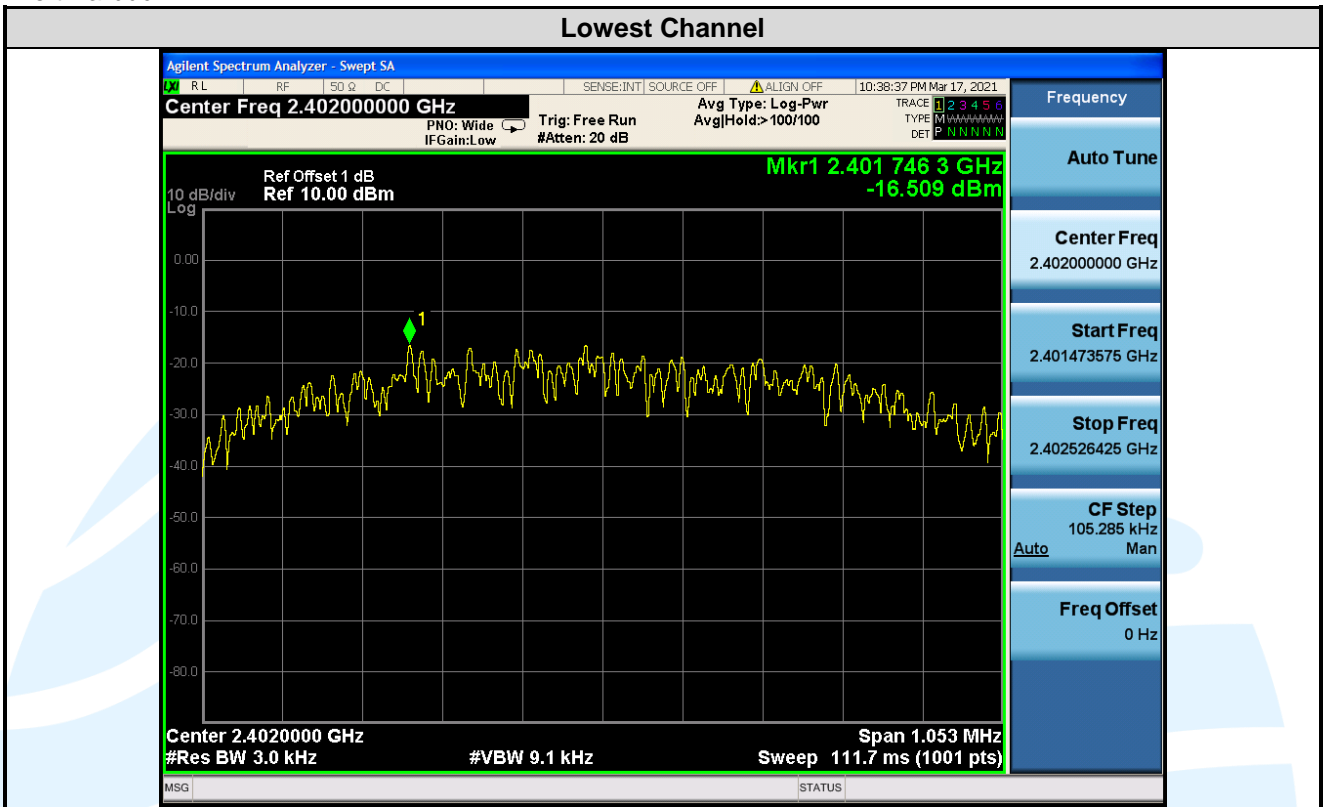 Lowest Channel
Agilent Spectrum Analyzer - Swept SA
LXI RL RF 50 Ω DC SENSE:INT SOURCE OFF ALIGN OFF 10:38:37 PM Mar 17, 2021
Center Freq 2.402000000 GHz
PNO: Wide
IFGain:Low
Trig: Free Run
#Atten: 20 dB
Avg Type: Log-Pwr
Avg|Hold:> 100/100
TRACE 1 2 3 4 5 6
TYPE M WWWWW
DET P N N N N N
Mkr1 2.401 746 3 GHz
-16.509 dBm
Ref Offset 1 dB
10 dB/div Ref 10.00 dBm
Log
0.00
-10.0
1
-20.0
-30.0
-40.0
-50.0
-60.0
-70.0
-80.0
Center 2.4020000 GHz Span 1.053 MHz
#Res BW 3.0 kHz #VBW 9.1 kHz Sweep 111.7 ms (1001 pts)
MSG STATUS
Frequency
Auto Tune
Center Freq
2.402000000 GHz
Start Freq
2.401473575 GHz
Stop Freq
2.402526425 GHz
CF Step
105.285 kHz
Auto Man
Freq Offset
0 Hz